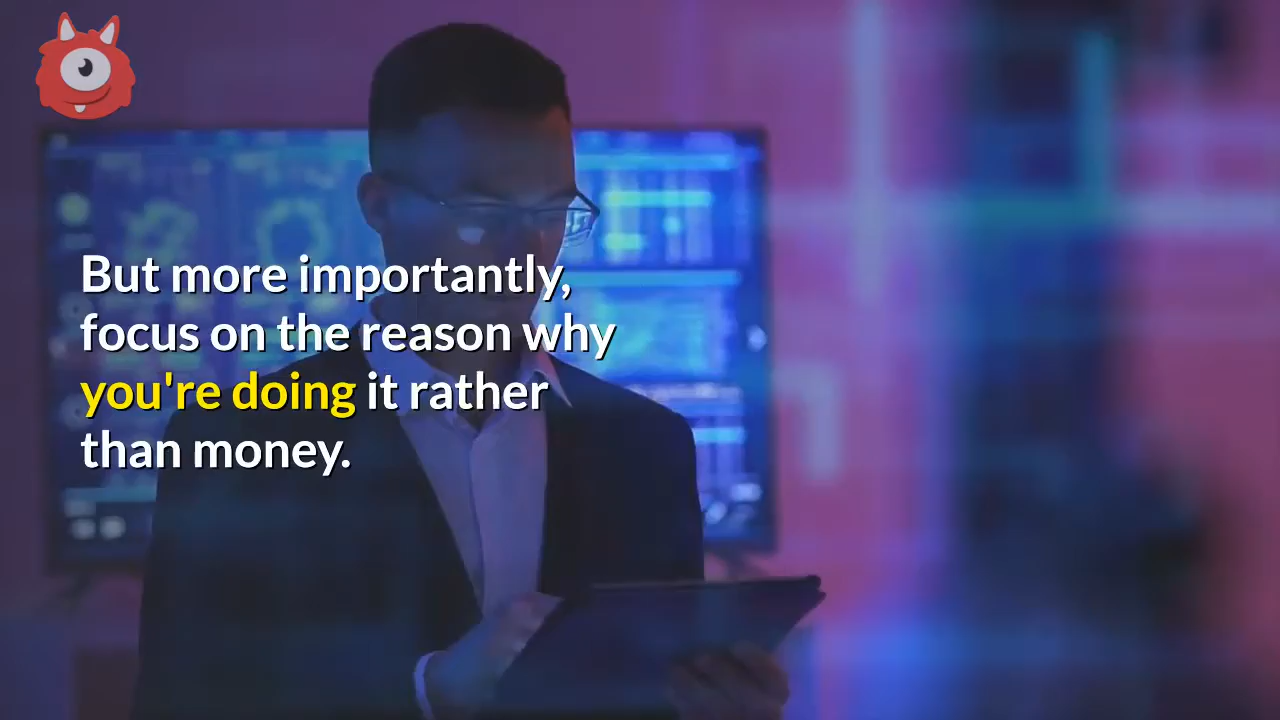 But more importantly,
focus on the reason why
you're doing it rather
than money.